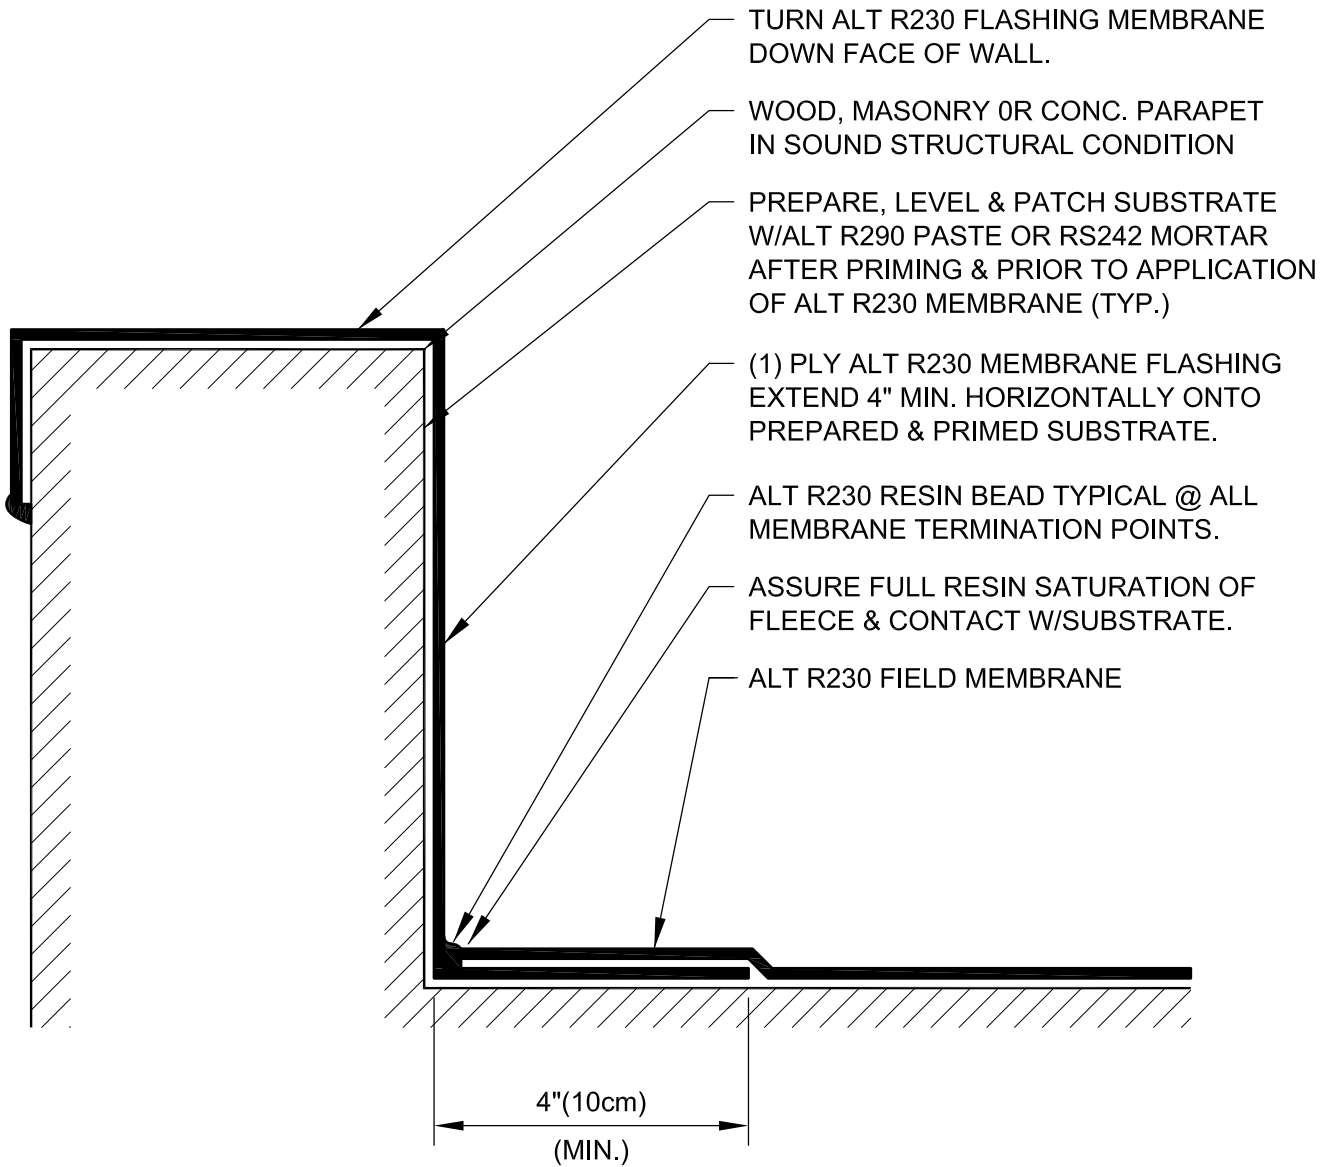 TURN ALT R230 FLASHING MEMBRANE
DOWN FACE OF WALL.
WOOD, MASONRY 0R CONC. PARAPET
IN SOUND STRUCTURAL CONDITION
PREPARE, LEVEL & PATCH SUBSTRATE
W/ALT R290 PASTE OR RS242 MORTAR
AFTER PRIMING & PRIOR TO APPLICATION
OF ALT R230 MEMBRANE (TYP.)
(1) PLY ALT R230 MEMBRANE FLASHING
EXTEND 4" MIN. HORIZONTALLY ONTO
PREPARED & PRIMED SUBSTRATE.
ALT R230 RESIN BEAD TYPICAL @ ALL
MEMBRANE TERMINATION POINTS.
ASSURE FULL RESIN SATURATION OF
FLEECE & CONTACT W/SUBSTRATE.
ALT R230 FIELD MEMBRANE
4"(10cm)
(MIN.)